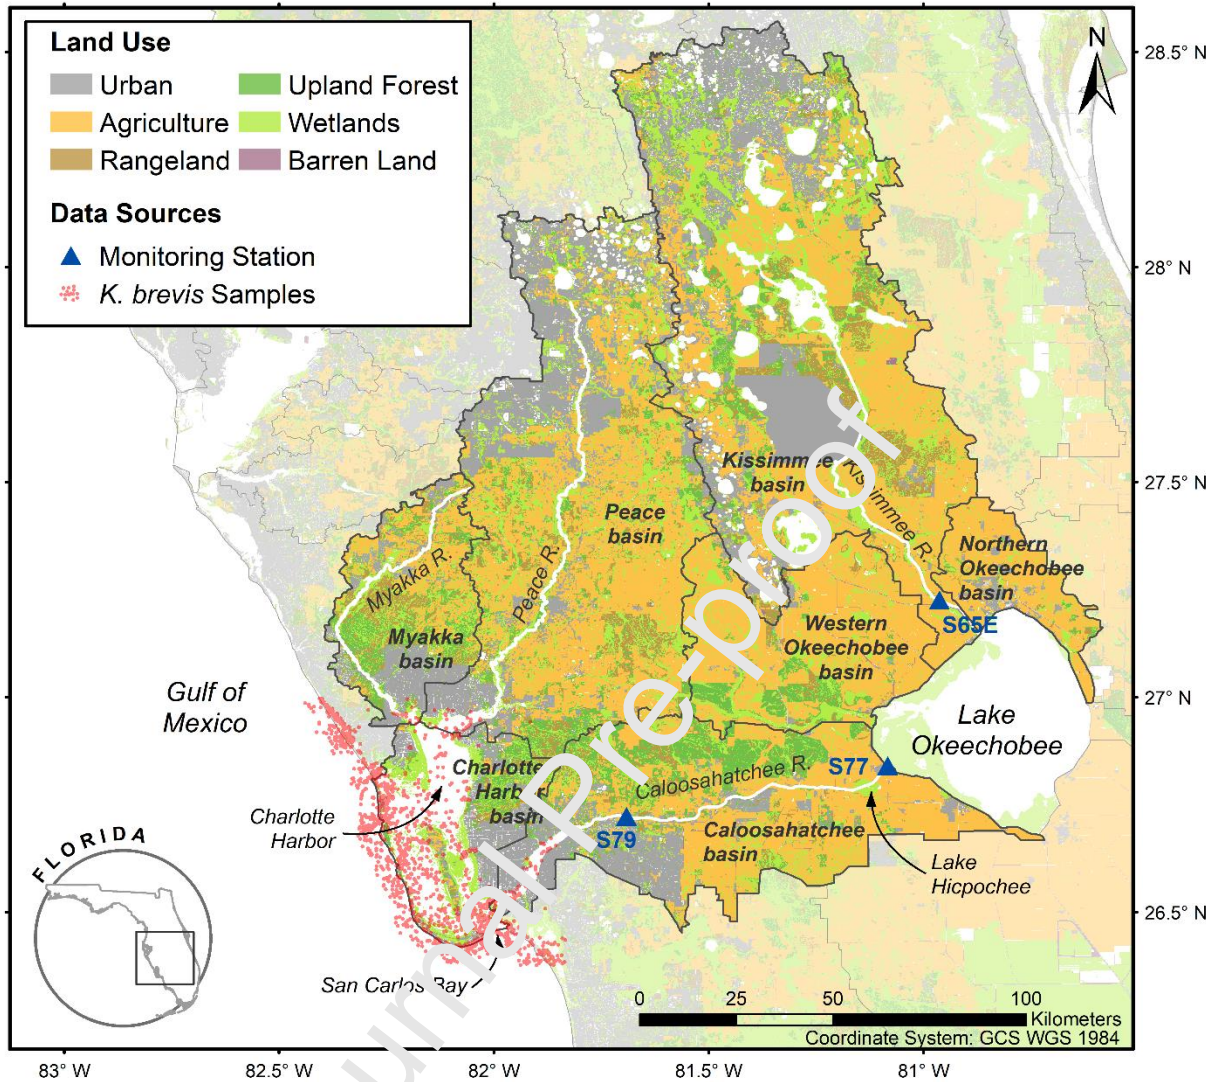 Land Use
Urban
Upland Forest
Agriculture
Wetlands
Rangeland
Barren Land
Data Sources
Monitoring Station
K. brevis Samples
N
28.5° N
28° N
27.5° N
27° N
26.5° N
Kissimmee
basin
Kissimmee R.
Peace
basin
Peace R.
Northern
Okeechobee
basin
Myakka R.
Myakka
basin
S65E
Western
Okeechobee
basin
Gulf of
Mexico
Lake
Okeechobee
S77
Charlotte
Harbor
basin
Caloosahatchee R.
Charlotte
Harbor
S79
Caloosahatchee
basin
Lake
Hicpochee
San Carlos Bay
FLORIDA
Journal Pre-proof
0 25 50 100
Kilometers
Coordinate System: GCS WGS 1984
83° W 82.5° W 82° W 81.5° W 81° W